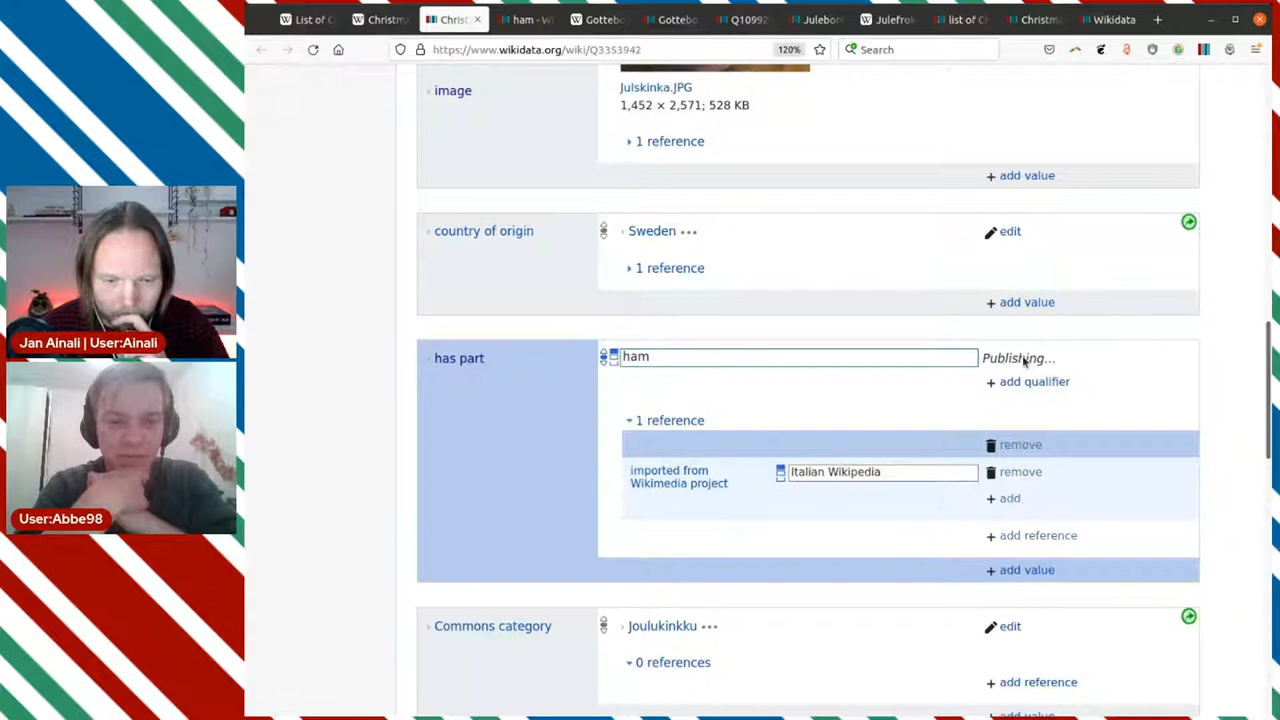 List of C
Christma
Christ
ham - Wi
Gottebo
Gottebo
Q10992
Julebor
Julefrok
list of Ch
Christma
Wikidata
https://www.wikidata.org/wiki/Q3353942
120%
Search
image
Julskinka.JPG
1,452 × 2,571; 528 KB
1 reference
+ add value
country of origin
Sweden
edit
1 reference
+ add value
has part
ham
Publishing...
+ add qualifier
1 reference
remove
imported from
Wikimedia project
Italian Wikipedia
remove
+ add
+ add reference
+ add value
Commons category
Joulukinkku
edit
0 references
+ add reference
Jan Ainali | User:Ainali
User:Abbe98